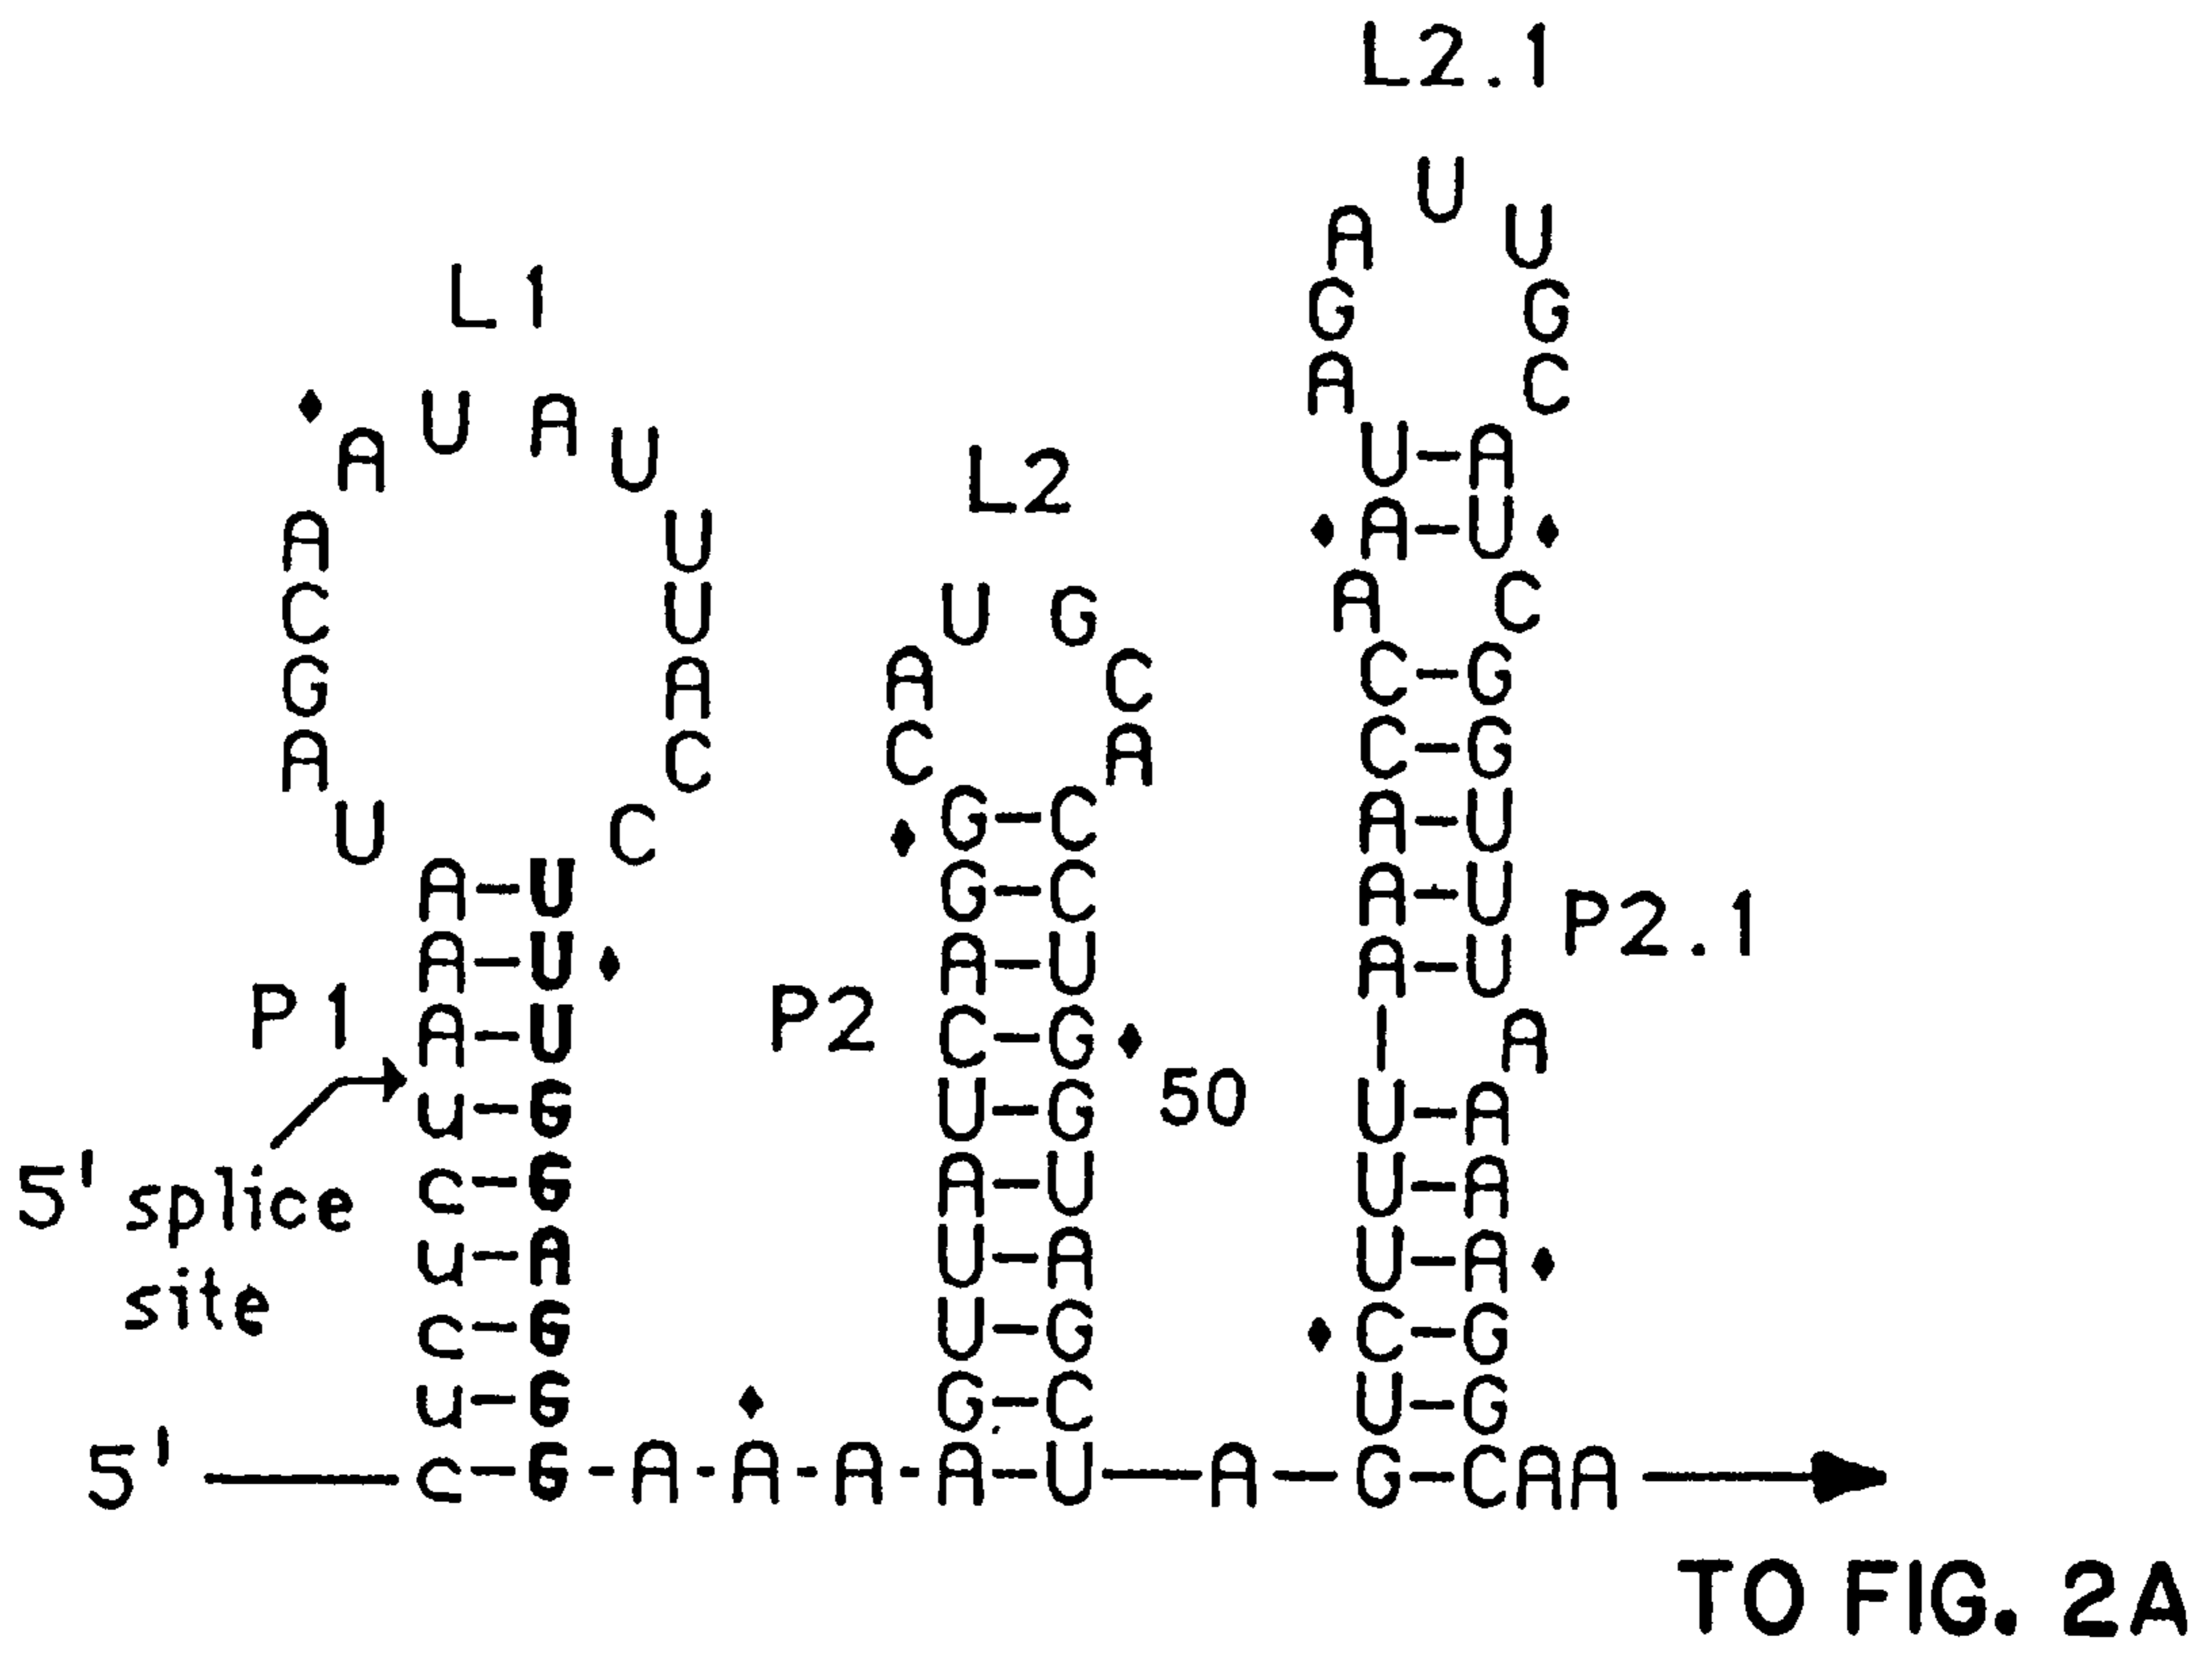 L2.1
U
A U
L1
G G
A C
U A U
A
U-A
L2
A-U
A U
A C
C U
U G
C-G
G A
A C
C-G
A C
C A
A-U
U C
G-C
A-U
A-U
G-C
P2.1
A-U
A-U
A-U
P1
A-U
P2
C-G
A
50
u-G
U-G
U-A
5' splice
c-G
A-U
U-A
site
u-A
U-A
U-A
c-G
U-G
C-G
u-G
G-C
U-G
5' c-G-A-A-A-A-U-A-G-CAA
TO FIG. 2A